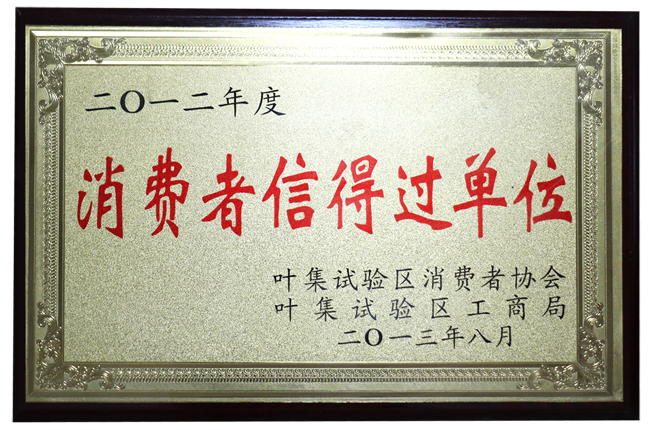 二〇一二年度
消费者信得过单位
叶集试验区消费者协会
叶集试验区工商局
二〇一三年八月